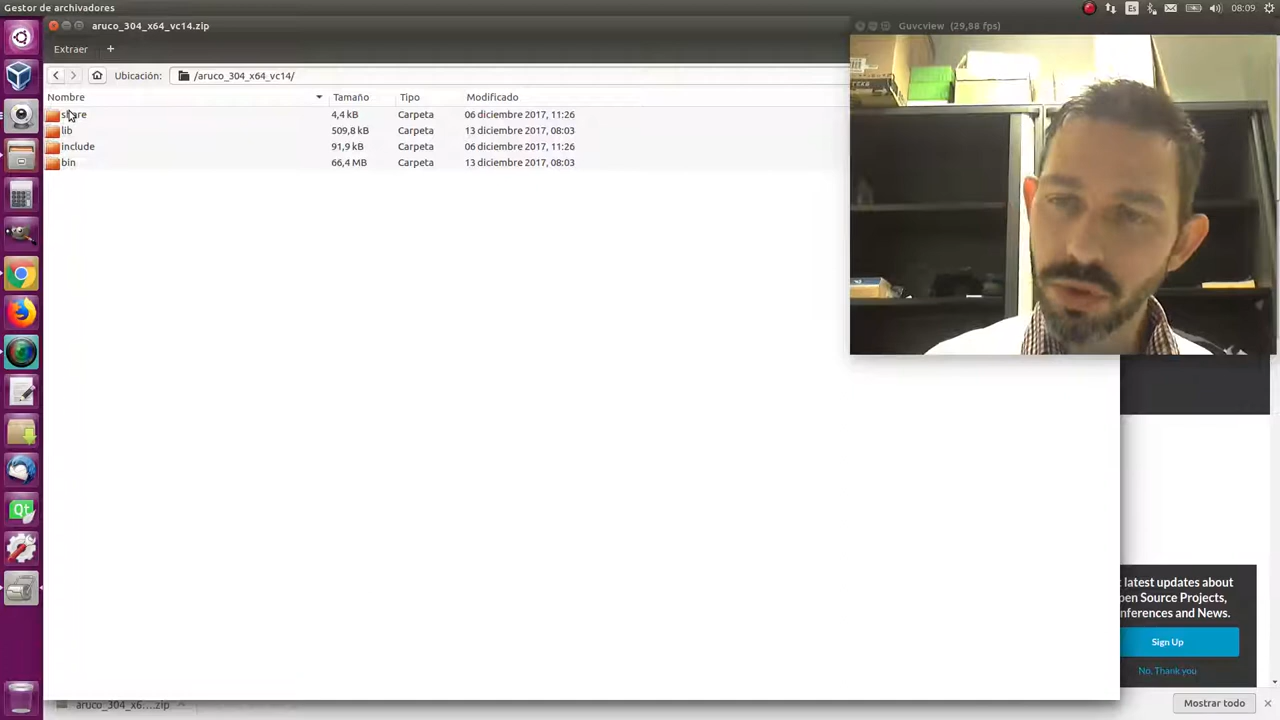 Gestor de archivadores
Es
08:09
aruco_304_x64_vc14.zip
Guvcview (29,88 fps)
Extraer +
Ubicación: /aruco_304_x64_vc14/
Nombre Tamaño Tipo Modificado
share 4,4 kB Carpeta 06 diciembre 2017, 11:26
lib 509,8 kB Carpeta 13 diciembre 2017, 08:03
include 91,9 kB Carpeta 06 diciembre 2017, 11:26
bin 66,4 MB Carpeta 13 diciembre 2017, 08:03
Qt
latest updates about
pen Source Projects,
nferences and News.
Sign Up
No, Thank you
aruco_304_x6....zip
Mostrar todo